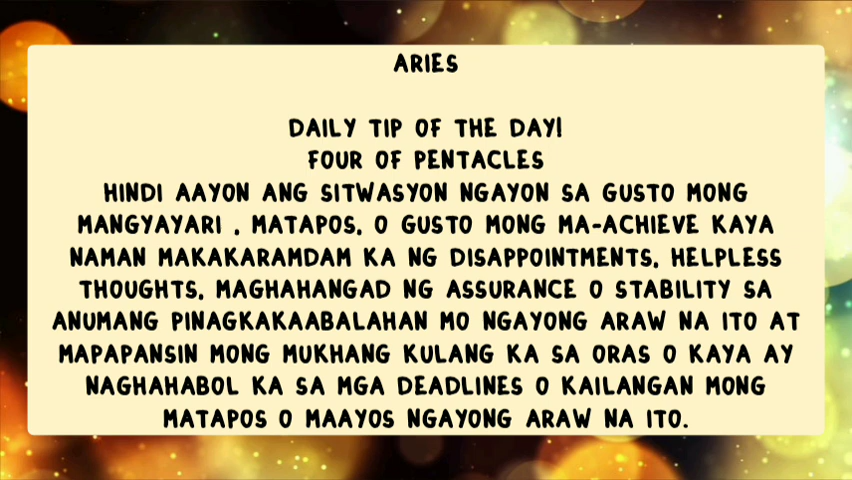 ARIES
DAILY TIP OF THE DAY!
FOUR OF PENTACLES
HINDI AAYON ANG SITWASYON NGAYON SA GUSTO MONG
MANGYAYARI , MATAPOS, O GUSTO MONG MA-ACHIEVE KAYA
NAMAN MAKAKARAMDAM KA NG DISAPPOINTMENTS, HELPLESS
THOUGHTS, MAGHAHANGAD NG ASSURANCE O STABILITY SA
ANUMANG PINAGKAKAABALAHAN MO NGAYONG ARAW NA ITO AT
MAPAPANSIN MONG MUKHANG KULANG KA SA ORAS O KAYA AY
NAGHAHABOL KA SA MGA DEADLINES O KAILANGAN MONG
MATAPOS O MAAYOS NGAYONG ARAW NA ITO.